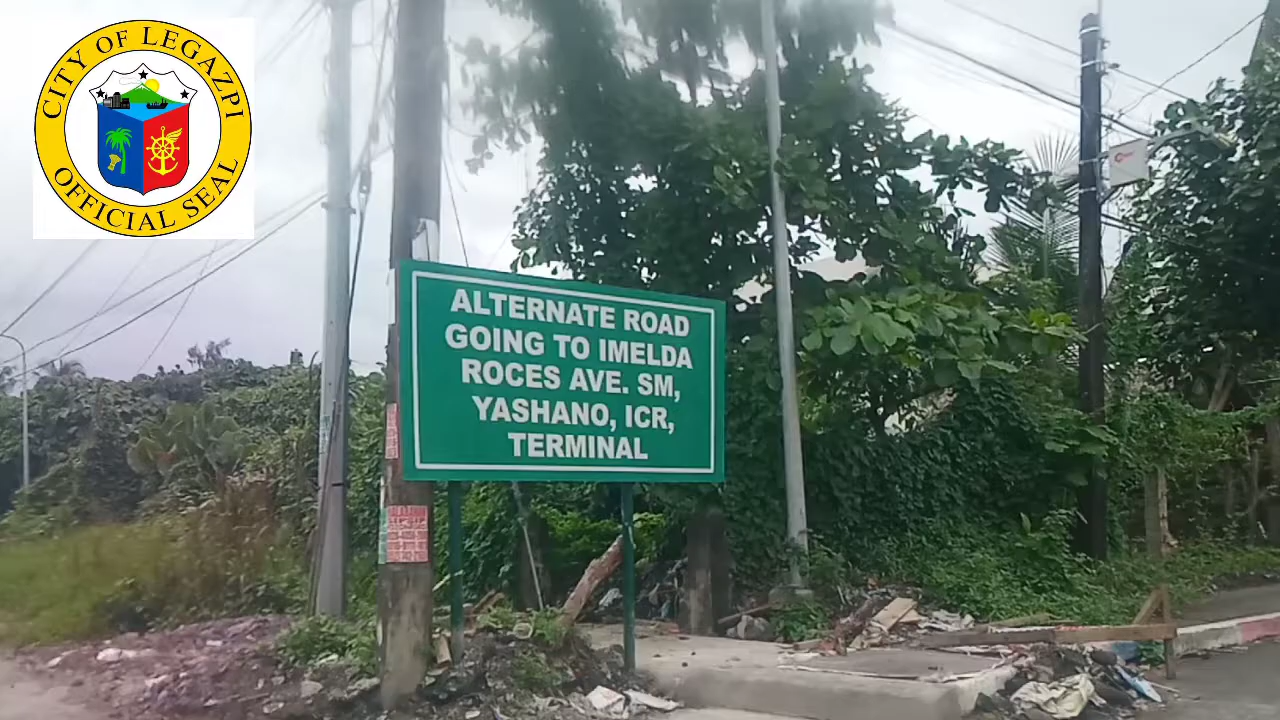 CITY OF LEGAZPI
OFFICIAL SEAL
ALTERNATE ROAD
GOING TO IMELDA
ROCES AVE. SM,
YASHANO, ICR,
TERMINAL